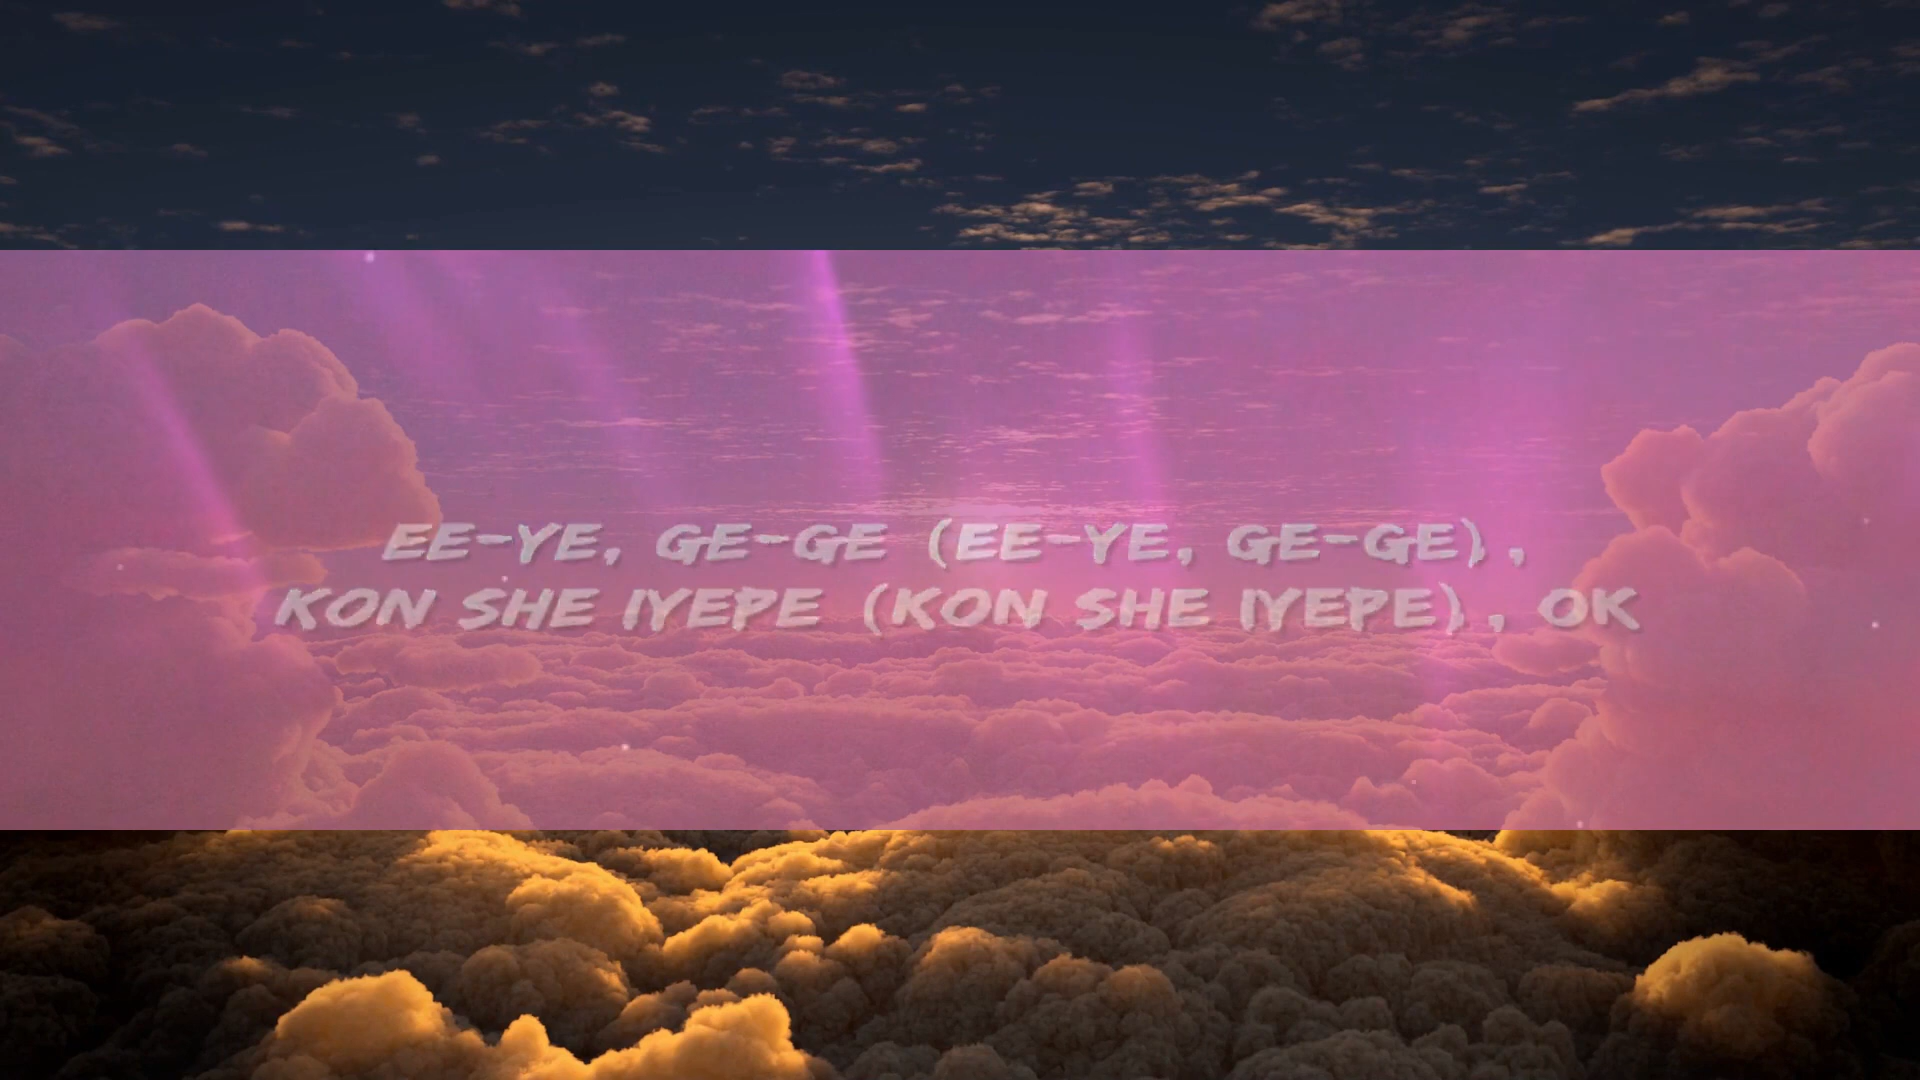 EE-YE, GE-GE (EE-YE, GE-GE),
KON SHE IYEPE (KON SHE IYEPE), OK